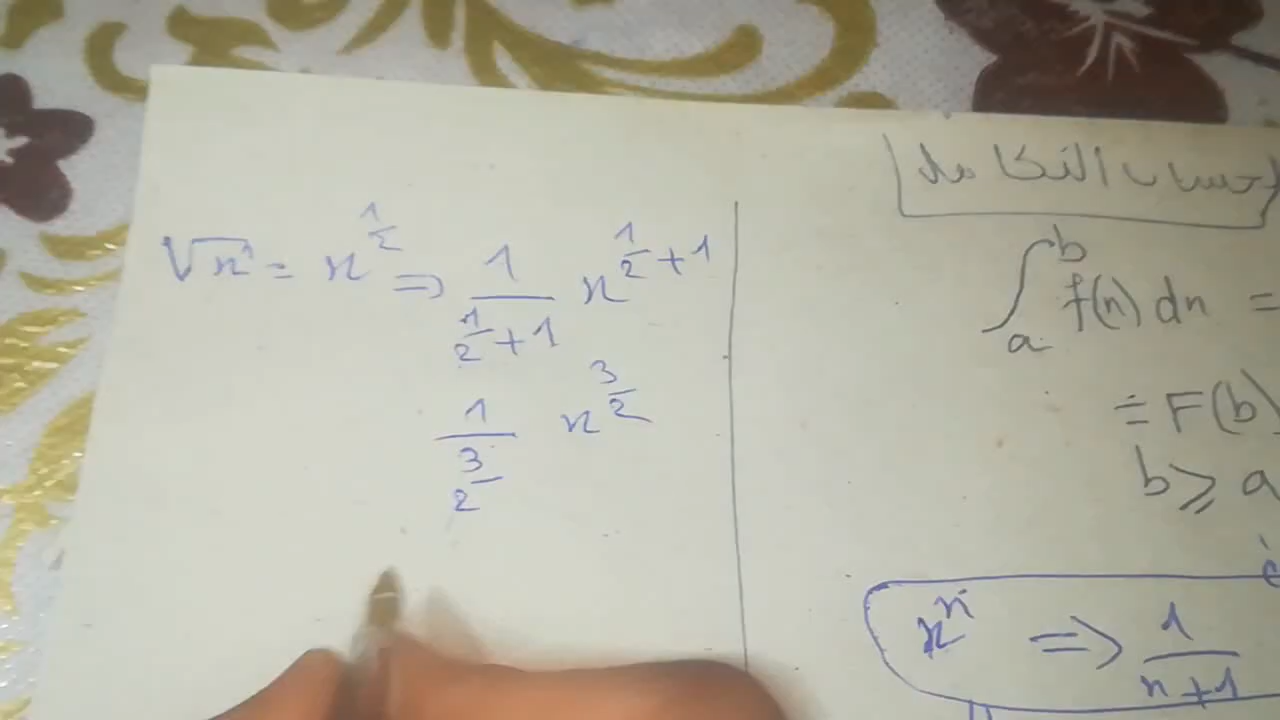 √x = x^(1/2) ⇒ 1/(1/2+1) x^(1/2+1)
1/(3/2) x^(3/2)
حساب التكامل
∫_a^b f(x) dx =
= F(b)
b ⩾ a
x^n ⇒ 1/(n+1)